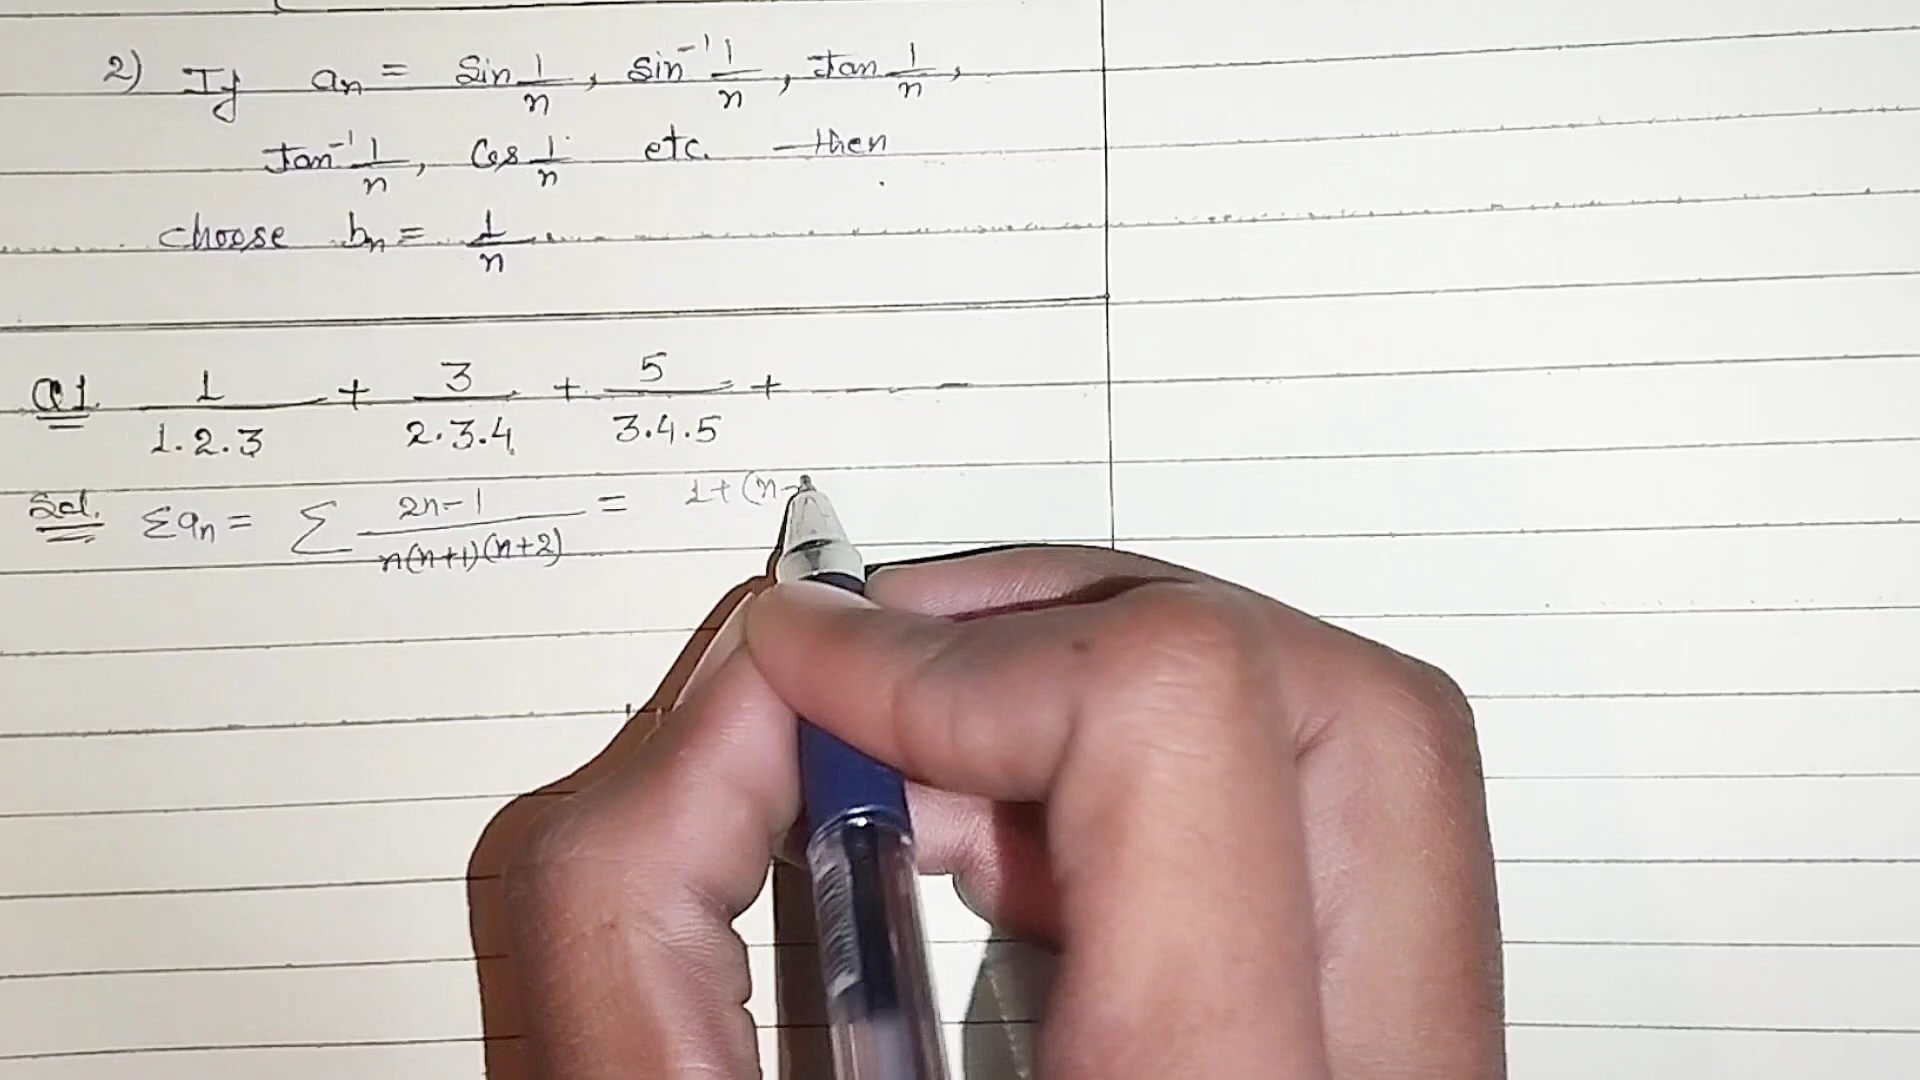 2) If an = Sin 1/n, Sin⁻¹ 1/n, Tan 1/n,
Tan⁻¹ 1/n, Cos 1/n etc. then
choose bn = 1/n
Q1. 1/1.2.3 + 3/2.3.4 + 5/3.4.5 + ———
Sol. Σan = Σ 2n-1/n(n+1)(n+2) = 1+(n-